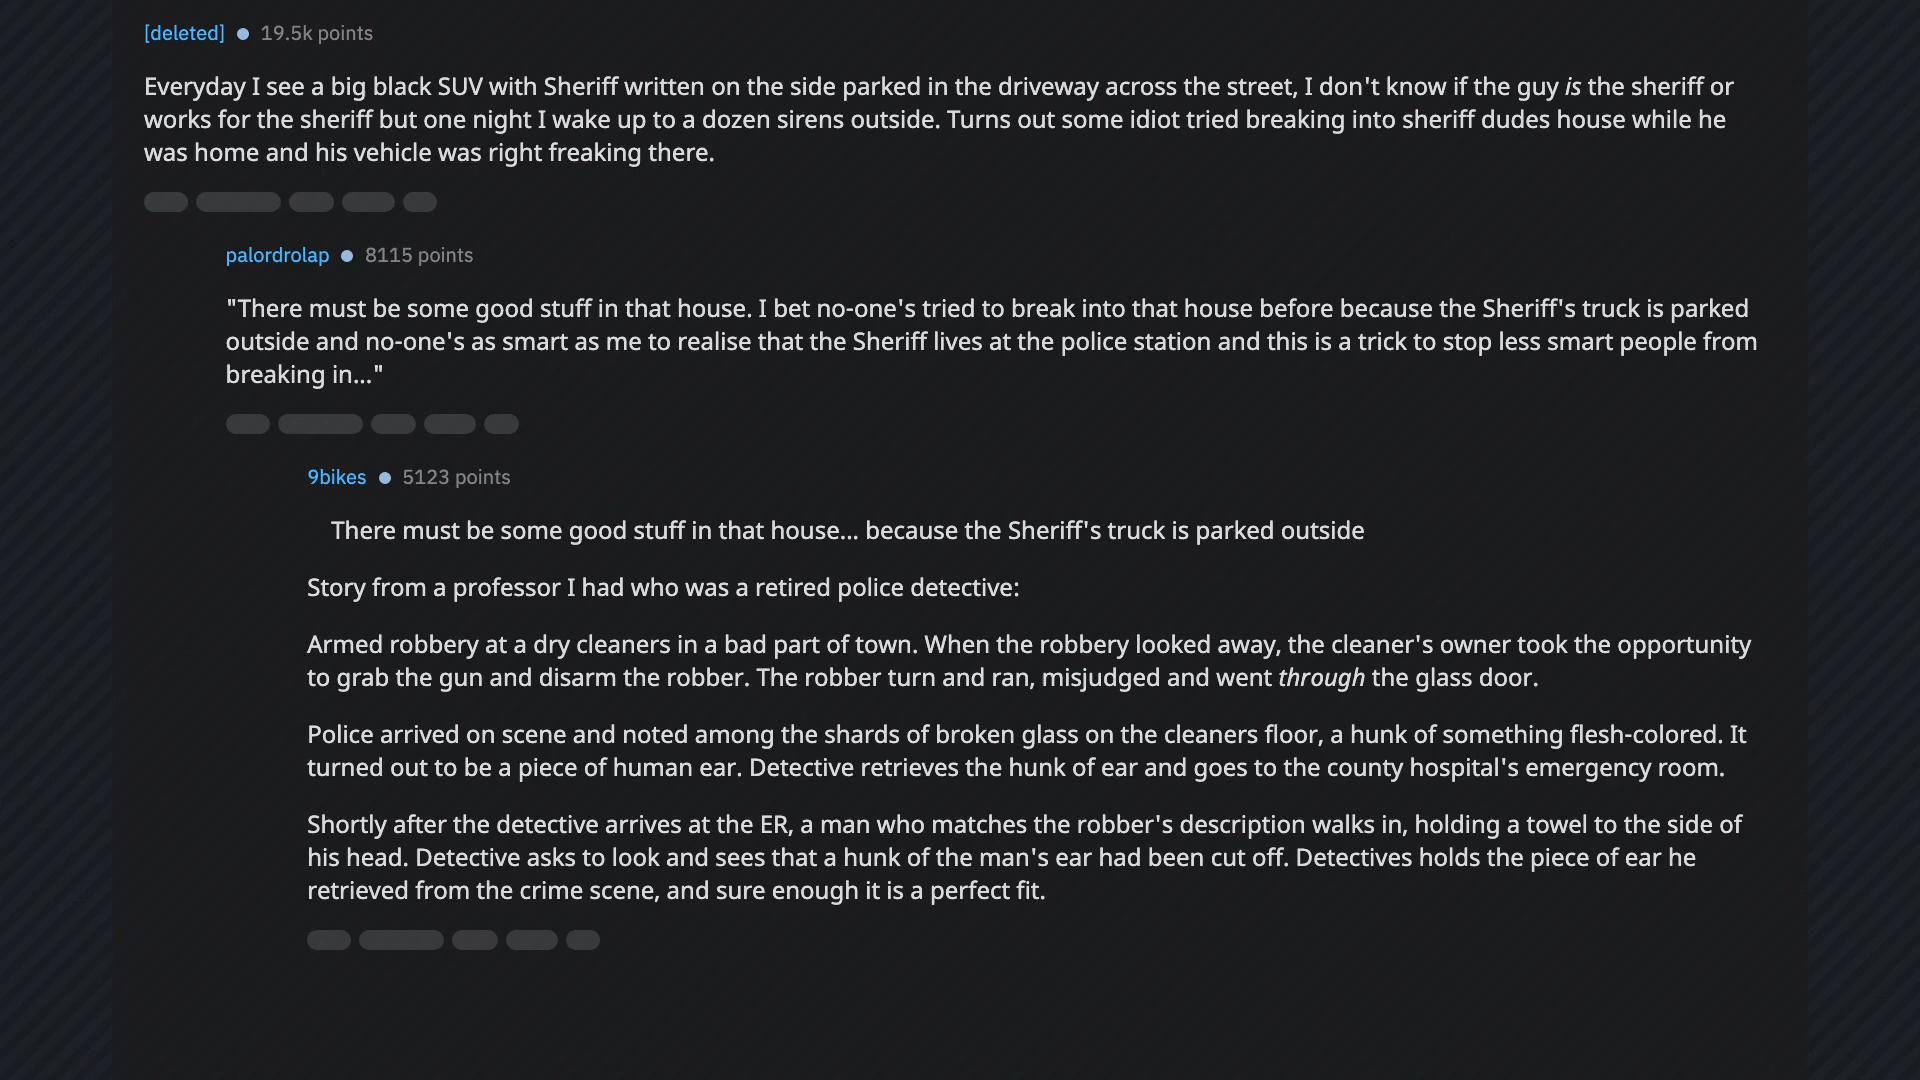 [deleted] ● 19.5k points
Everyday I see a big black SUV with Sheriff written on the side parked in the driveway across the street, I don't know if the guy is the sheriff or
works for the sheriff but one night I wake up to a dozen sirens outside. Turns out some idiot tried breaking into sheriff dudes house while he
was home and his vehicle was right freaking there.
palordrolap ● 8115 points
"There must be some good stuff in that house. I bet no-one's tried to break into that house before because the Sheriff's truck is parked
outside and no-one's as smart as me to realise that the Sheriff lives at the police station and this is a trick to stop less smart people from
breaking in..."
9bikes ● 5123 points
There must be some good stuff in that house... because the Sheriff's truck is parked outside
Story from a professor I had who was a retired police detective:
Armed robbery at a dry cleaners in a bad part of town. When the robbery looked away, the cleaner's owner took the opportunity
to grab the gun and disarm the robber. The robber turn and ran, misjudged and went through the glass door.
Police arrived on scene and noted among the shards of broken glass on the cleaners floor, a hunk of something flesh-colored. It
turned out to be a piece of human ear. Detective retrieves the hunk of ear and goes to the county hospital's emergency room.
Shortly after the detective arrives at the ER, a man who matches the robber's description walks in, holding a towel to the side of
his head. Detective asks to look and sees that a hunk of the man's ear had been cut off. Detectives holds the piece of ear he
retrieved from the crime scene, and sure enough it is a perfect fit.